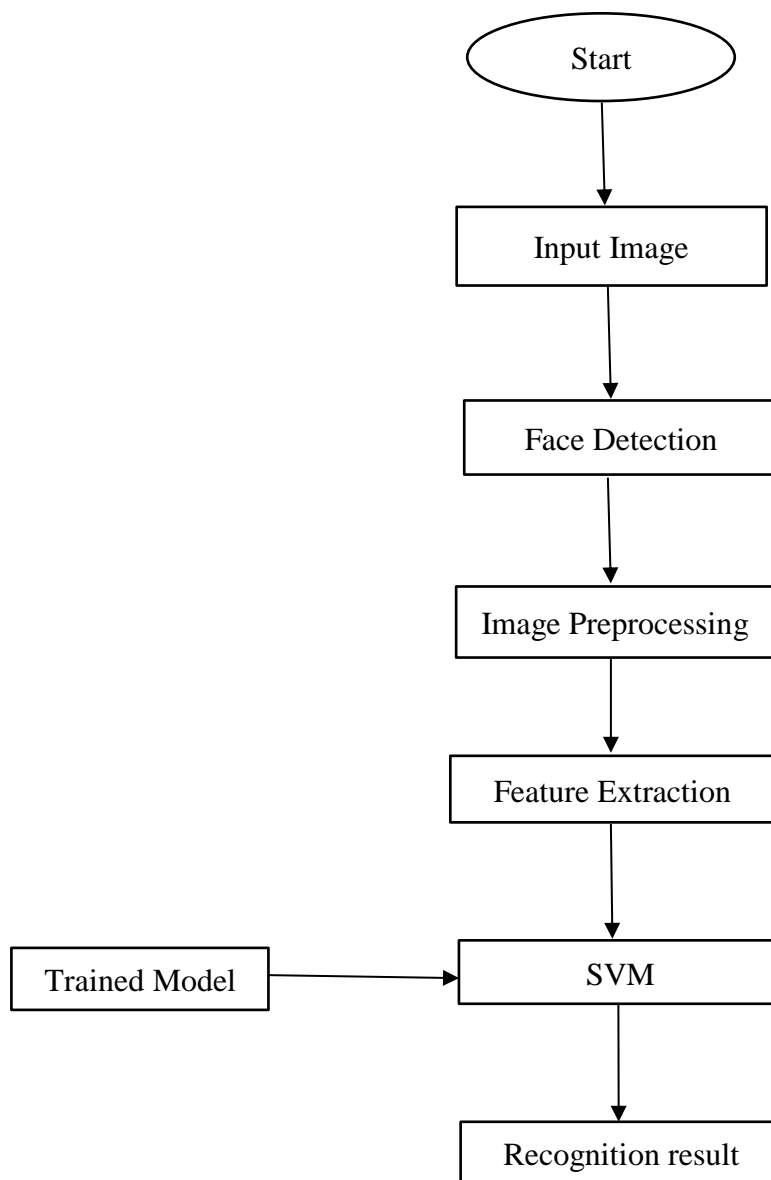 Start
Input Image
Face Detection
Image Preprocessing
Feature Extraction
Trained Model
SVM
Recognition result